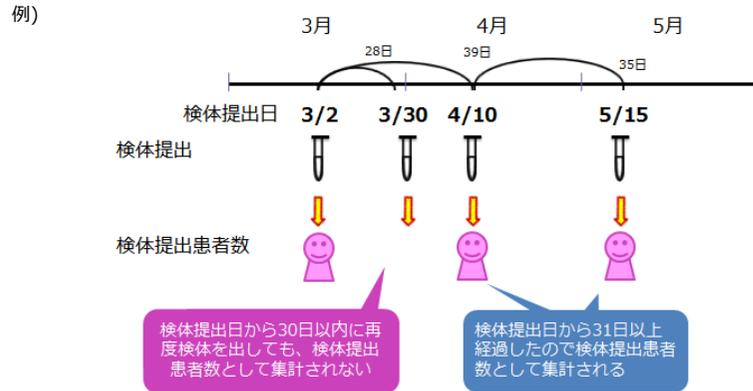 例)
3月 4月 5月
28日 39日 35日
検体提出日 3/2 3/30 4/10 5/15
検体提出
検体提出患者数
検体提出日から30日以内に再
度検体を出しても、検体提出
患者数として集計されない
検体提出日から31日以上
経過したので検体提出患者
数として集計される